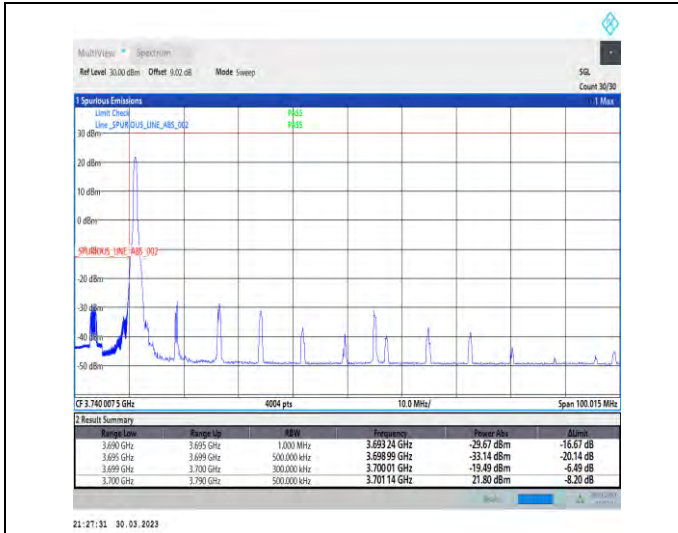 MultiView Spectrum
Ref Level 30.00 dBm Offset 9.02 dB Mode Sweep SGL
Count 30/30
1 Spurious Emissions 1 Max
Limit Check PASS
Line _SPURIOUS_LINE_ABS_002 PASS
30 dBm
20 dBm
10 dBm
0 dBm
_SPURIOUS_LINE_ABS_002
-20 dBm
-30 dBm
-40 dBm
-50 dBm
CF 3.740 007 5 GHz 4004 pts 10.0 MHz/ Span 100.015 MHz
2 Result Summary
Range Low Range Up RBW Frequency Power Abs ΔLimit
3.690 GHz 3.695 GHz 1.000 MHz 3.693 24 GHz -29.67 dBm -16.67 dB
3.695 GHz 3.699 GHz 500.000 kHz 3.698 99 GHz -33.14 dBm -20.14 dB
3.699 GHz 3.700 GHz 300.000 kHz 3.700 01 GHz -19.49 dBm -6.49 dB
3.700 GHz 3.790 GHz 500.000 kHz 3.701 14 GHz 21.80 dBm -8.20 dB
21:27:31 30.03.2023